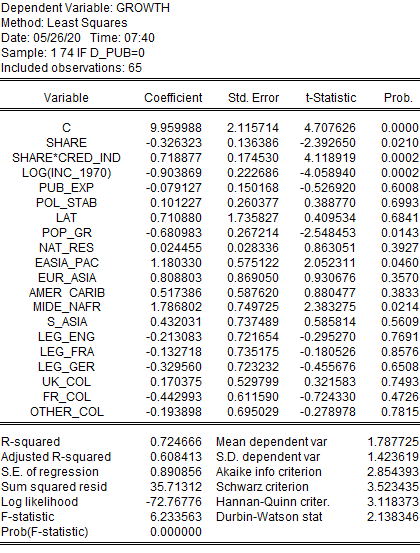 Dependent Variable: GROWTH
Method: Least Squares
Date: 05/26/20 Time: 07:40
Sample: 1 74 IF D_PUB=0
Included observations: 65
Variable Coefficient Std. Error t-Statistic Prob.
C 9.959988 2.115714 4.707626 0.0000
SHARE -0.326323 0.136386 -2.392650 0.0210
SHARE*CRED_IND 0.718877 0.174530 4.118919 0.0002
LOG(INC_1970) -0.903869 0.222686 -4.058940 0.0002
PUB_EXP -0.079127 0.150168 -0.526920 0.6008
POL_STAB 0.101227 0.260377 0.388770 0.6993
LAT 0.710880 1.735827 0.409534 0.6841
POP_GR -0.680983 0.267214 -2.548453 0.0143
NAT_RES 0.024455 0.028336 0.863051 0.3927
EASIA_PAC 1.180330 0.575122 2.052311 0.0460
EUR_ASIA 0.808803 0.869050 0.930676 0.3570
AMER_CARIB 0.517386 0.587620 0.880477 0.3833
MIDE_NAFR 1.786802 0.749725 2.383275 0.0214
S_ASIA 0.432031 0.737489 0.585814 0.5609
LEG_ENG -0.213083 0.721654 -0.295270 0.7691
LEG_FRA -0.132718 0.735175 -0.180526 0.8576
LEG_GER -0.329560 0.723232 -0.455676 0.6508
UK_COL 0.170375 0.529799 0.321583 0.7493
FR_COL -0.442993 0.611590 -0.724330 0.4726
OTHER_COL -0.193898 0.695029 -0.278978 0.7815
R-squared 0.724666 Mean dependent var 1.787725
Adjusted R-squared 0.608413 S.D. dependent var 1.423619
S.E. of regression 0.890856 Akaike info criterion 2.854393
Sum squared resid 35.71312 Schwarz criterion 3.523435
Log likelihood -72.76776 Hannan-Quinn criter. 3.118373
F-statistic 6.233563 Durbin-Watson stat 2.138346
Prob(F-statistic) 0.000000